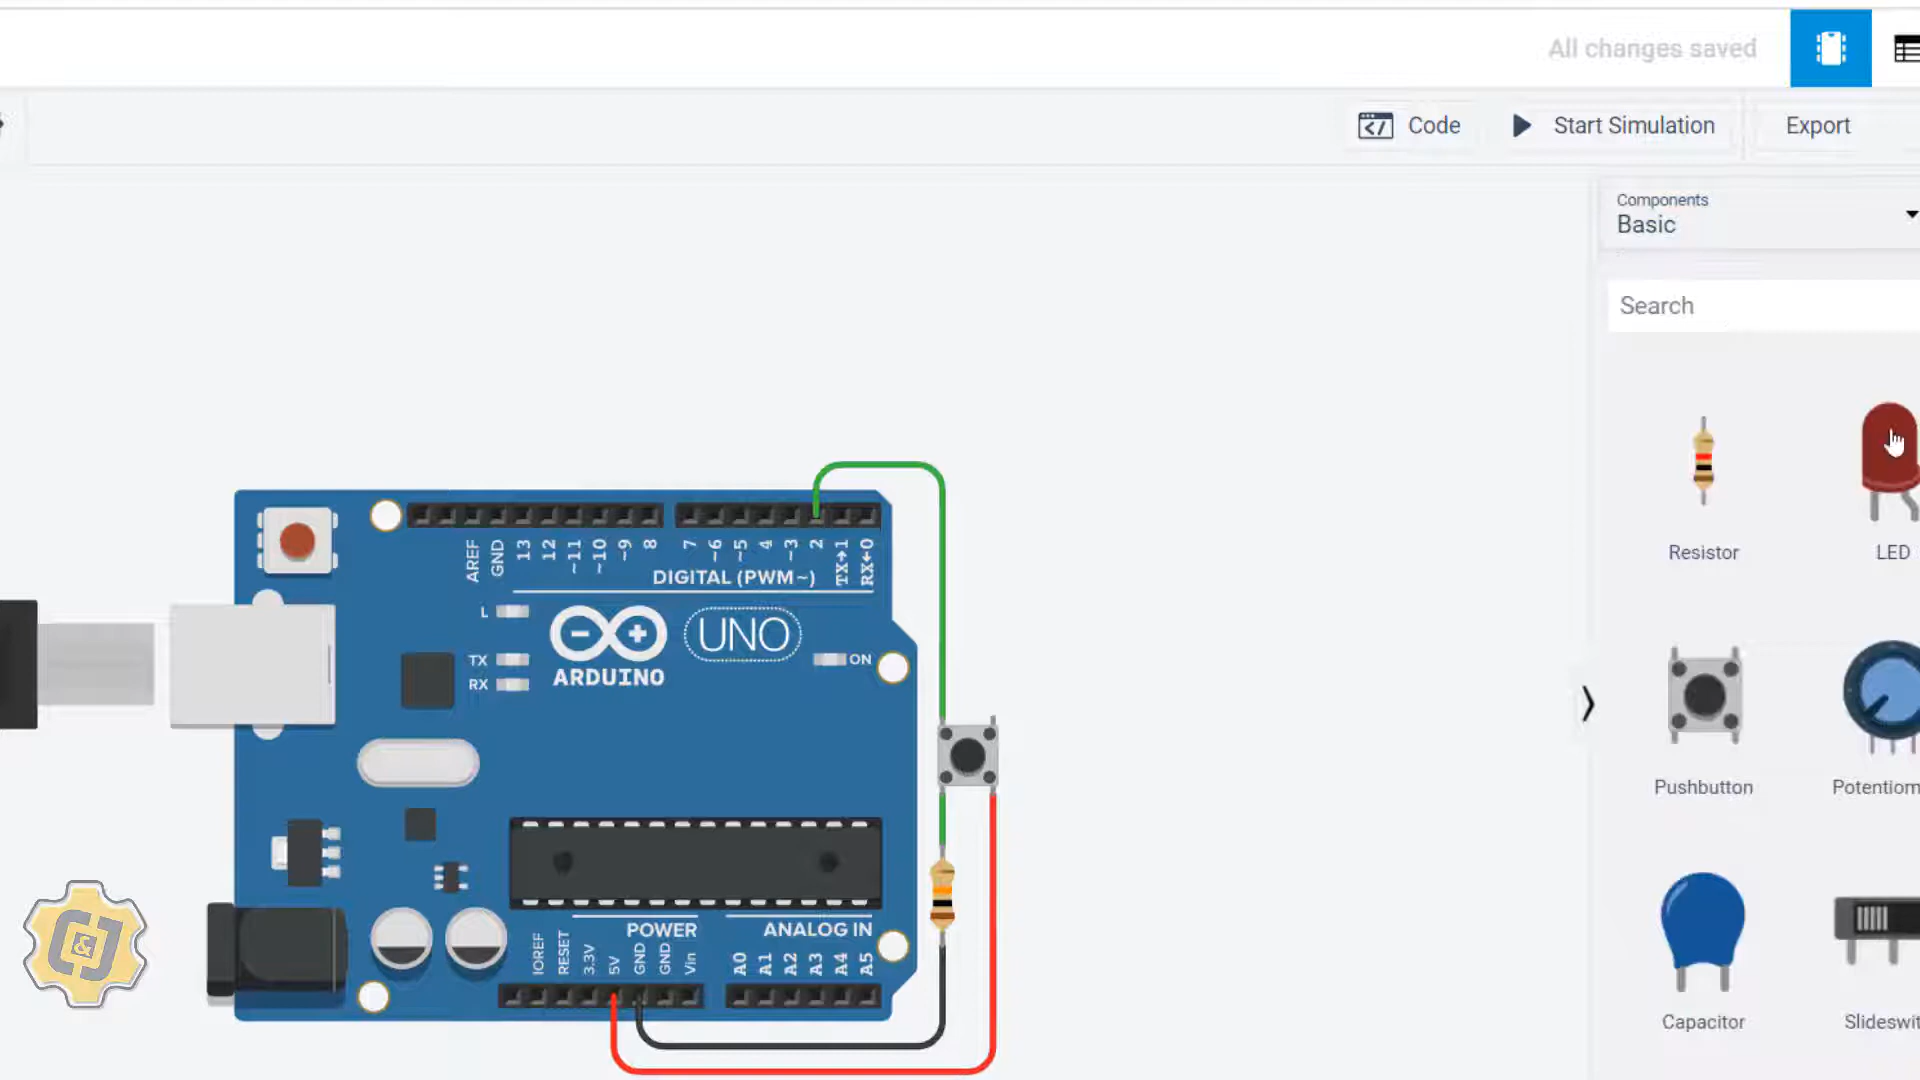 All changes saved
Code
Start Simulation
Export
Components
Basic
Search
Resistor
LED
Pushbutton
Potentiom
Capacitor
Slideswit
AREF
GND
13
12
~11
~10
~9
8
7
~6
~5
4
~3
2
TX→1
RX←0
DIGITAL (PWM~)
L
TX
RX
ARDUINO
UNO
ON
POWER
ANALOG IN
IOREF
RESET
3.3V
5V
GND
GND
Vin
A0
A1
A2
A3
A4
A5
C&J